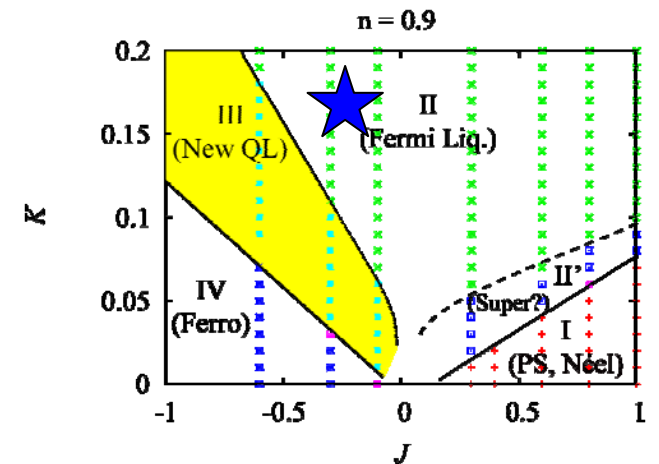 n = 0.9
0.2
0.15
0.1
0.05
0
K
III
(New QL)
II
(Fermi Liq.)
IV
(Ferro)
II'
(Super?)
I
(PS, Neel)
-1
-0.5
0
0.5
1
J